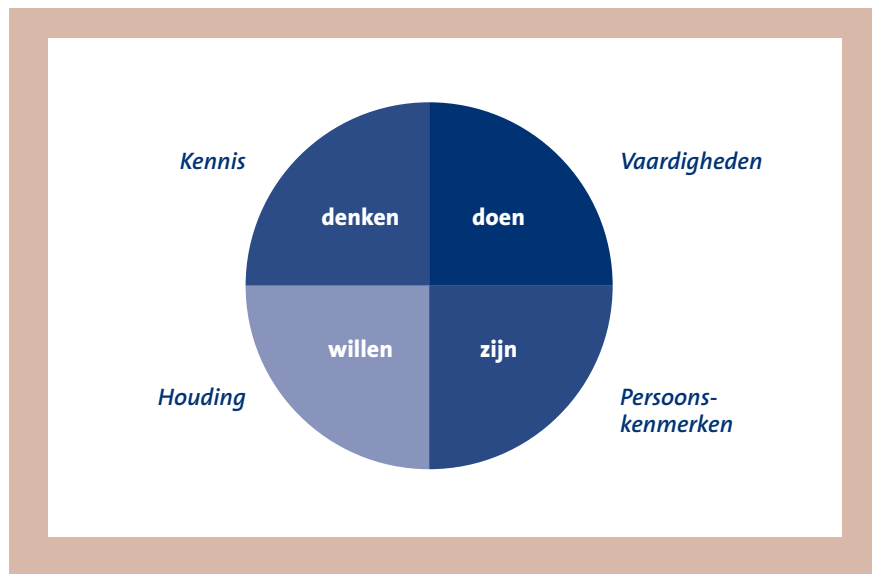 Kennis
Vaardigheden
denken
doen
willen
zijn
Houding
Persoons-
kenmerken